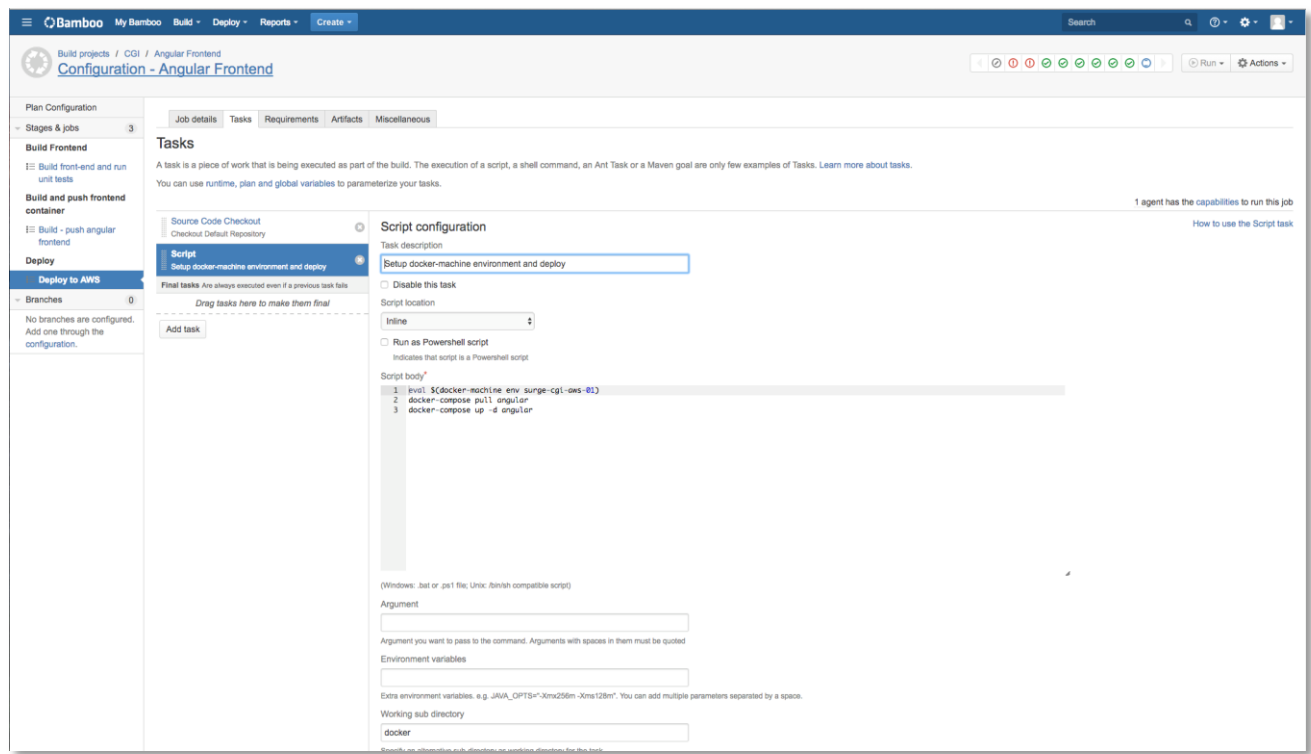 Bamboo My Bamboo Build Deploy Reports Create Search
Build projects / CGI / Angular Frontend
Configuration - Angular Frontend
Run Actions
Plan Configuration
Stages & jobs 3
Build Frontend
Build front-end and run
unit tests
Build and push frontend
container
Build - push angular
frontend
Deploy
Deploy to AWS
Branches 0
No branches are configured.
Add one through the
configuration.
Job details Tasks Requirements Artifacts Miscellaneous
Tasks
A task is a piece of work that is being executed as part of the build. The execution of a script, a shell command, an Ant Task or a Maven goal are only few examples of Tasks. Learn more about tasks.
You can use runtime, plan and global variables to parameterize your tasks.
1 agent has the capabilities to run this job
Source Code Checkout
Checkout Default Repository
Script
Setup docker-machine environment and deploy
Final tasks Are always executed even if a previous task fails
Drag tasks here to make them final
Add task
Script configuration
How to use the Script task
Task description
Setup docker-machine environment and deploy
Disable this task
Script location
Inline
Run as Powershell script
Indicates that script is a Powershell script
Script body*
1 eval $(docker-machine env surge-cgi-aws-01)
2 docker-compose pull angular
3 docker-compose up -d angular
(Windows: .bat or .ps1 file; Unix: /bin/sh compatible script)
Argument
Argument you want to pass to the command. Arguments with spaces in them must be quoted
Environment variables
Extra environment variables. e.g. JAVA_OPTS="-Xmx256m -Xms128m". You can add multiple parameters separated by a space.
Working sub directory
docker
Specify an alternative sub-directory as working directory for the task.